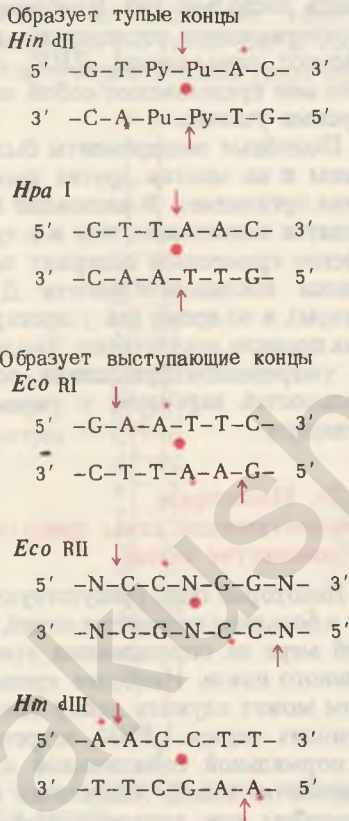 Образует тупые концы
Hin dII
5′ –G–T–Py–Pu–A–C– 3′
3′ –C–A–Pu–Py–T–G– 5′
Hpa I
5′ –G–T–T–A–A–C– 3′
3′ –C–A–A–T–T–G– 5′
Образует выступающие концы
Eco RI
5′ –G–A–A–T–T–C– 3′
3′ –C–T–T–A–A–G– 5′
Eco RII
5′ –N–C–C–N–G–G–N– 3′
3′ –N–G–G–N–C–C–N– 5′
Hin dIII
5′ –A–A–G–C–T–T– 3′
3′ –T–T–C–G–A–A– 5′
akush